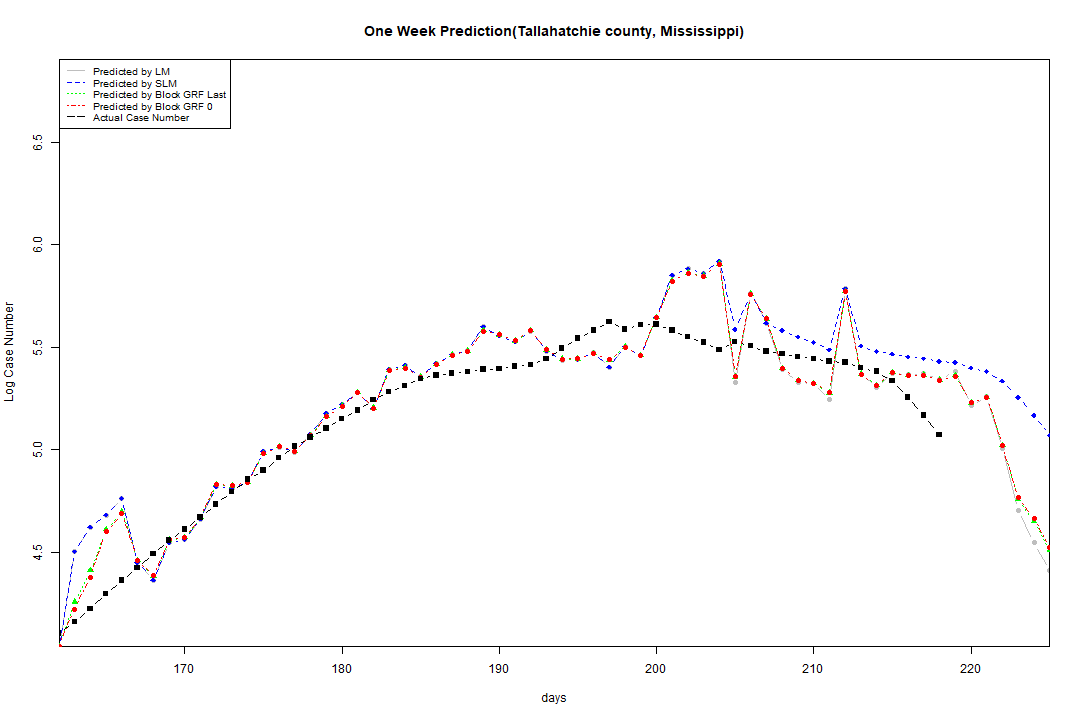 One Week Prediction(Tallahatchie county, Mississippi)
Predicted by LM
Predicted by SLM
Predicted by Block GRF Last
Predicted by Block GRF 0
Actual Case Number
6.5
6.0
5.5
5.0
4.5
Log Case Number
170
180
190
200
210
220
days